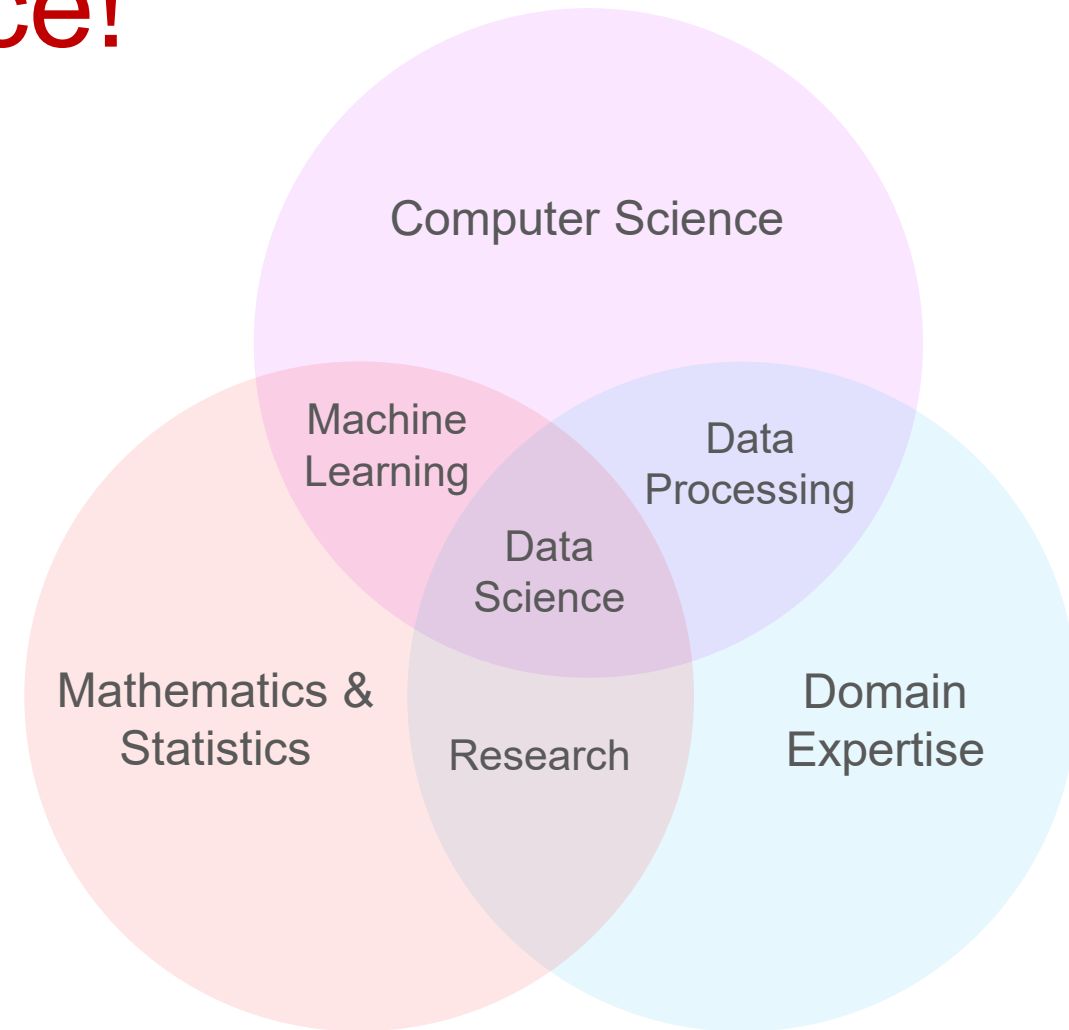 ce!
Computer Science
Machine
Learning
Data
Processing
Data
Science
Mathematics &
Statistics
Research
Domain
Expertise